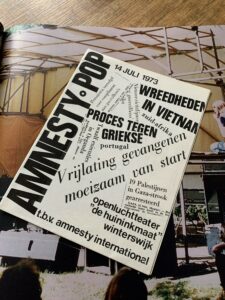 AMNESTY POP
14 JULI 1973
WREEDHEDEN
IN VIETNAM
zuid afrika
PROCES TEGEN
GRIEKSE
portugal
Vrijlating gevangenen
moeizaam van start
19 Palestijnen
in Gaza-strook
gearresteerd
openluchttheater
de huninkmaat"
winterswijk
t.b.v. amnesty international